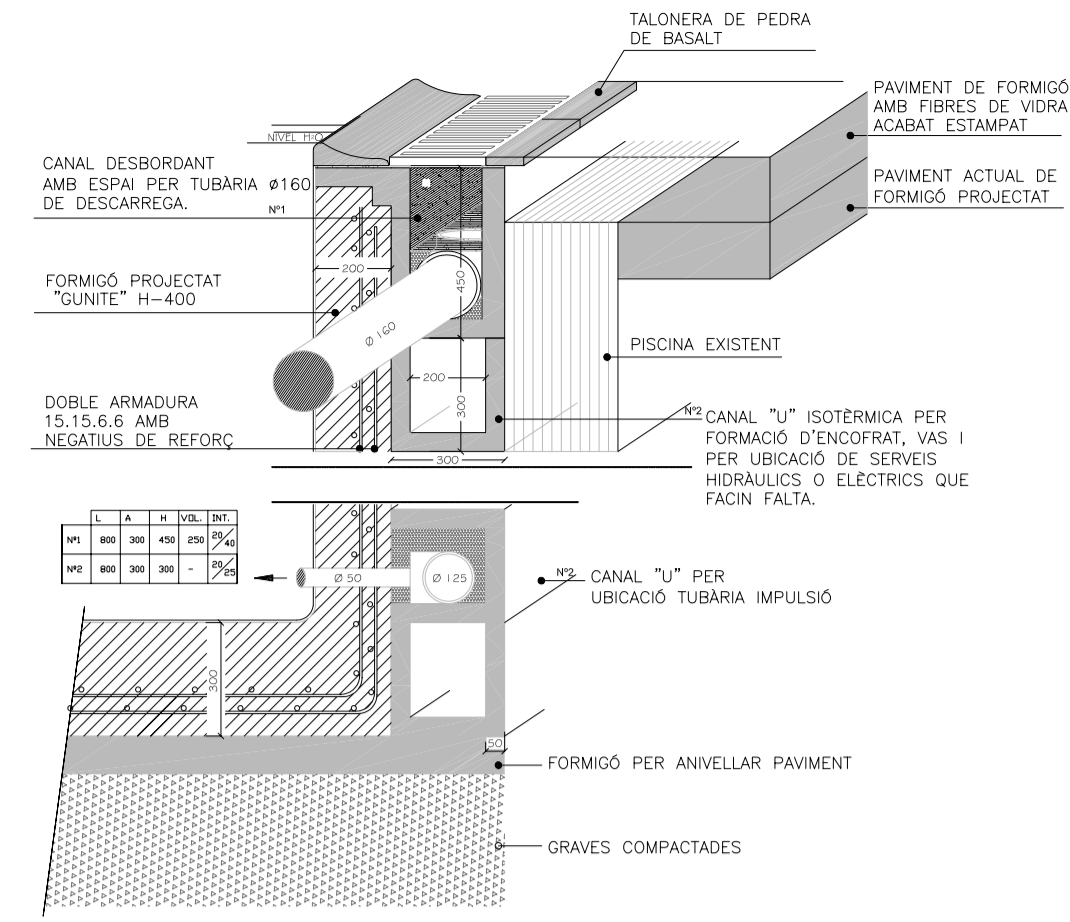 TALONERA DE PEDRA
DE BASALT
PAVIMENT DE FORMIGÓ
AMB FIBRES DE VIDRA
ACABAT ESTAMPAT
NIVELL H2O
CANAL DESBORDANT
AMB ESPAI PER TUBÀRIA Ø160
DE DESCARREGA.
Nº1
PAVIMENT ACTUAL DE
FORMIGÓ PROJECTAT
200
450
FORMIGÓ PROJECTAT
"GUNITE" H-400
Ø 160
PISCINA EXISTENT
200
300
DOBLE ARMADURA
15.15.6.6 AMB
NEGATIUS DE REFORÇ
Nº2 CANAL "U" ISOTÈRMICA PER
FORMACIÓ D'ENCOFRAT, VAS I
PER UBICACIÓ DE SERVEIS
HIDRÀULICS O ELÈCTRICS QUE
FACIN FALTA.
300
L A H VOL. INT.
Nº1 800 300 450 250 20/40
Nº2 800 300 300 - 20/25
Ø 50
Ø 125
Nº2 CANAL "U" PER
UBICACIÓ TUBÀRIA IMPULSIÓ
300
50
FORMIGÓ PER ANIVELLAR PAVIMENT
GRAVES COMPACTADES